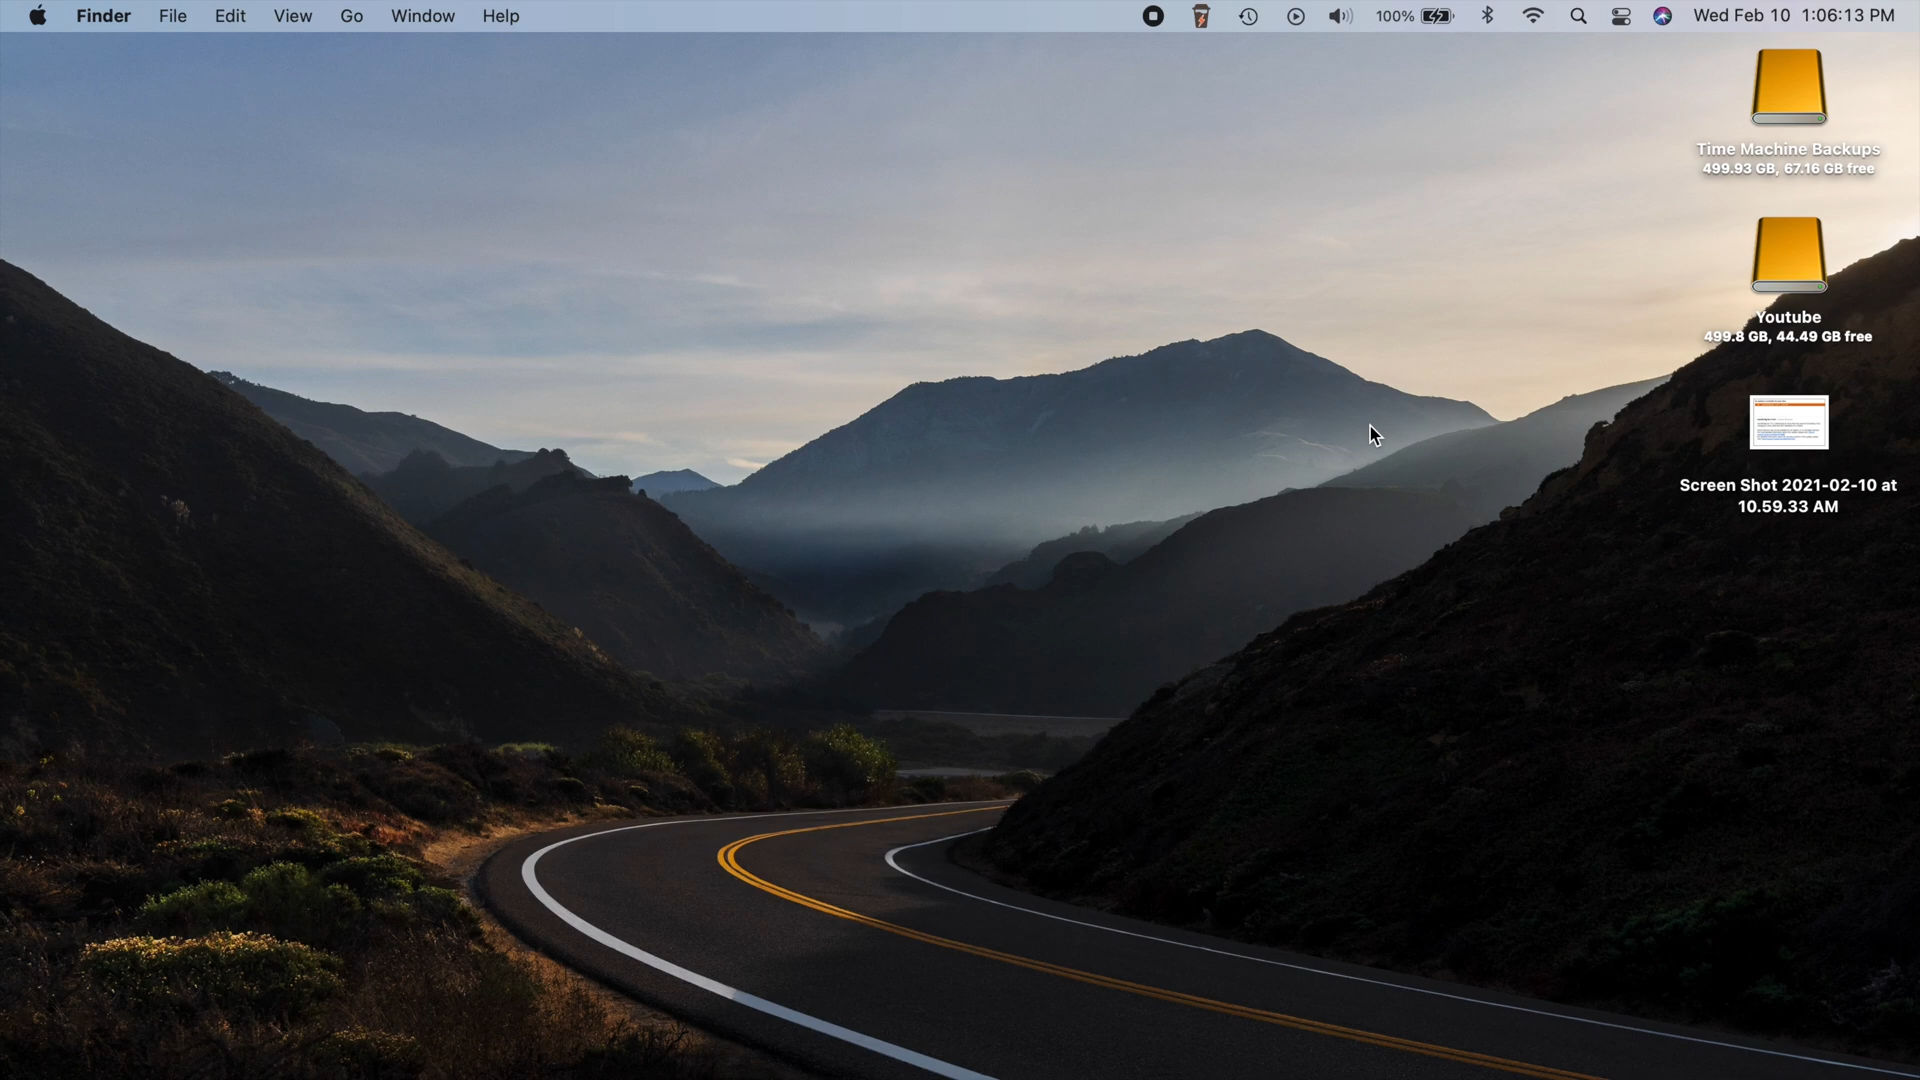 Finder File Edit View Go Window Help 100% Wed Feb 10 1:06:13 PM
Time Machine Backups
499.93 GB, 67.16 GB free
Youtube
499.8 GB, 44.49 GB free
Screen Shot 2021-02-10 at
10.59.33 AM